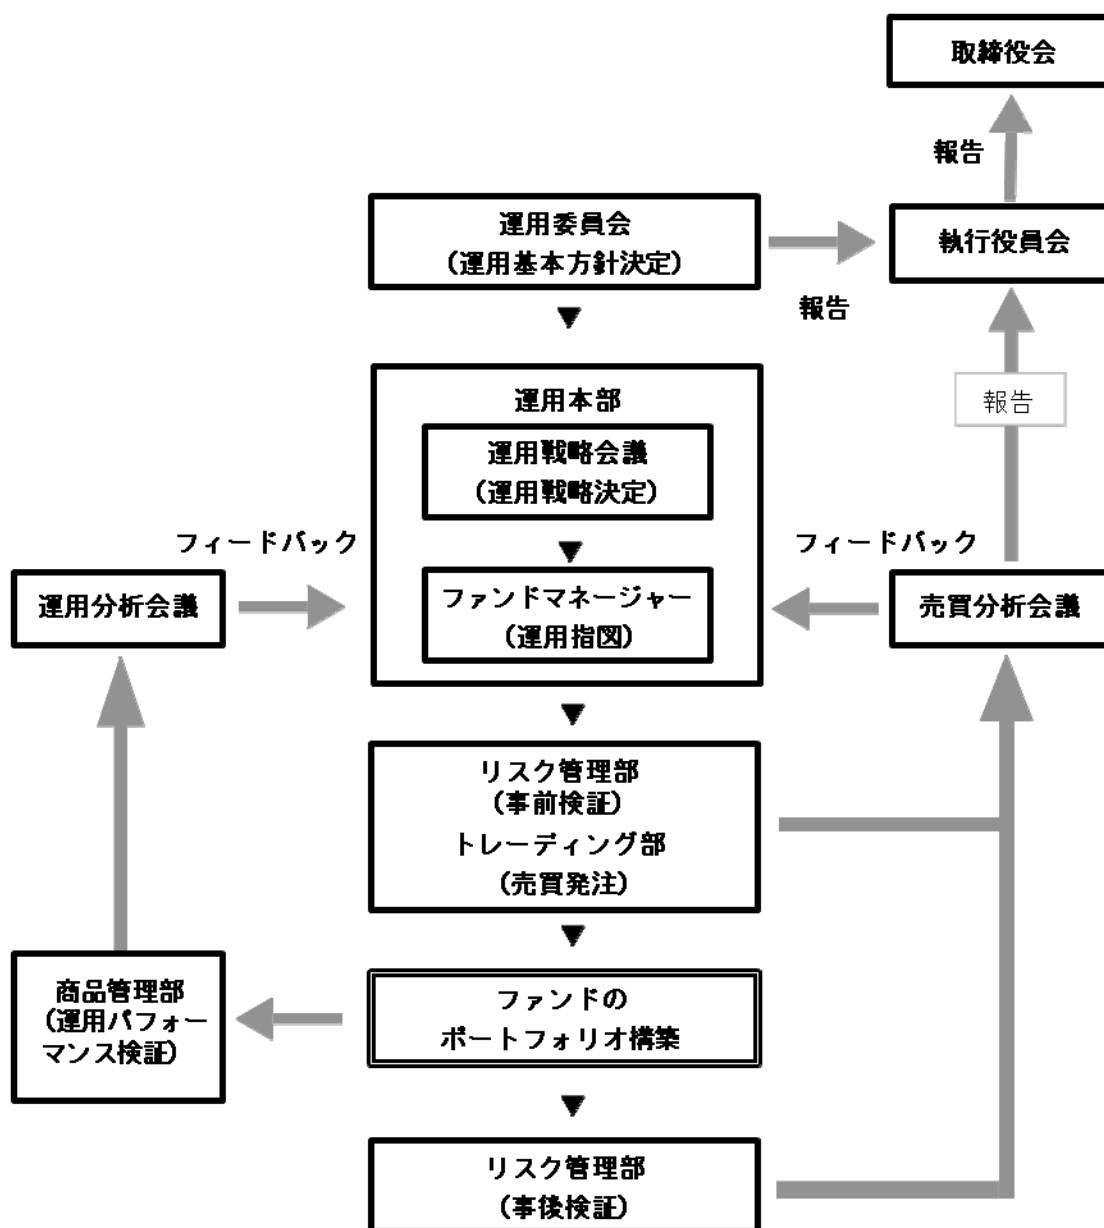 取締役会
報告
運用委員会
(運用基本方針決定)
執行役員会
報告
運用本部
報告
運用戦略会議
(運用戦略決定)
フィードバック
フィードバック
運用分析会議
ファンドマネージャー
(運用指図)
売買分析会議
リスク管理部
(事前検証)
トレーディング部
(売買発注)
商品管理部
(運用パフォー
マンス検証)
ファンドの
ポートフォリオ構築
リスク管理部
(事後検証)